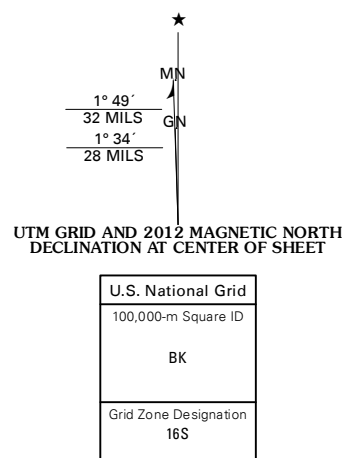 ★
MN
1° 49´
32 MILS
GN
1° 34´
28 MILS
UTM GRID AND 2012 MAGNETIC NORTH
DECLINATION AT CENTER OF SHEET
U.S. National Grid
100,000-m Square ID
BK
Grid Zone Designation
16S